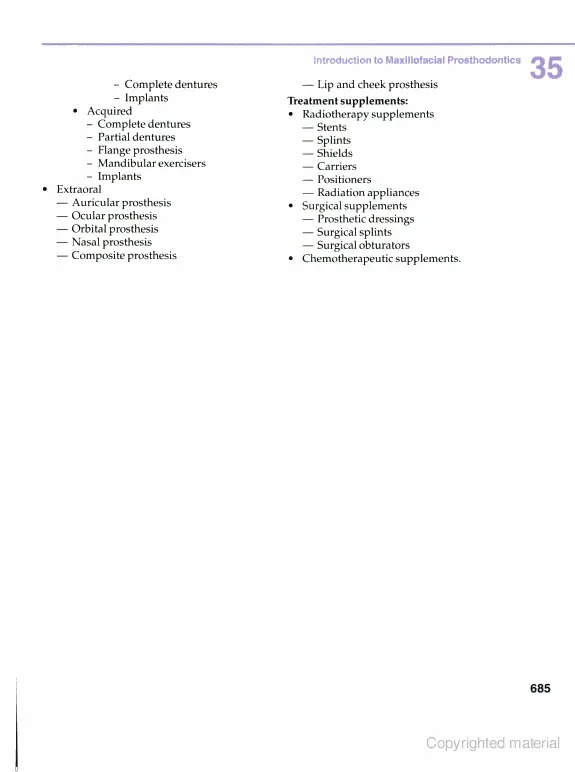 Introduction to Maxillofacial Prosthodontics 35
– Complete dentures
– Implants
• Acquired
– Complete dentures
– Partial dentures
– Flange prosthesis
– Mandibular exercisers
– Implants
• Extraoral
— Auricular prosthesis
— Ocular prosthesis
— Orbital prosthesis
— Nasal prosthesis
— Composite prosthesis
— Lip and cheek prosthesis
Treatment supplements:
• Radiotherapy supplements
— Stents
— Splints
— Shields
— Carriers
— Positioners
— Radiation appliances
• Surgical supplements
— Prosthetic dressings
— Surgical splints
— Surgical obturators
• Chemotherapeutic supplements.
685
Copyrighted material